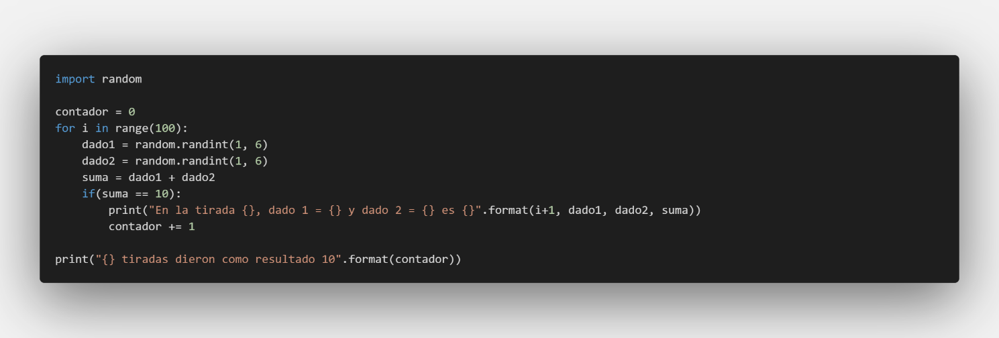 import random
contador = 0
for i in range(100):
    dado1 = random.randint(1, 6)
    dado2 = random.randint(1, 6)
    suma = dado1 + dado2
    if(suma == 10):
        print("En la tirada {}, dado 1 = {} y dado 2 = {} es {}".format(i+1, dado1, dado2, suma))
        contador += 1
print("{} tiradas dieron como resultado 10".format(contador))